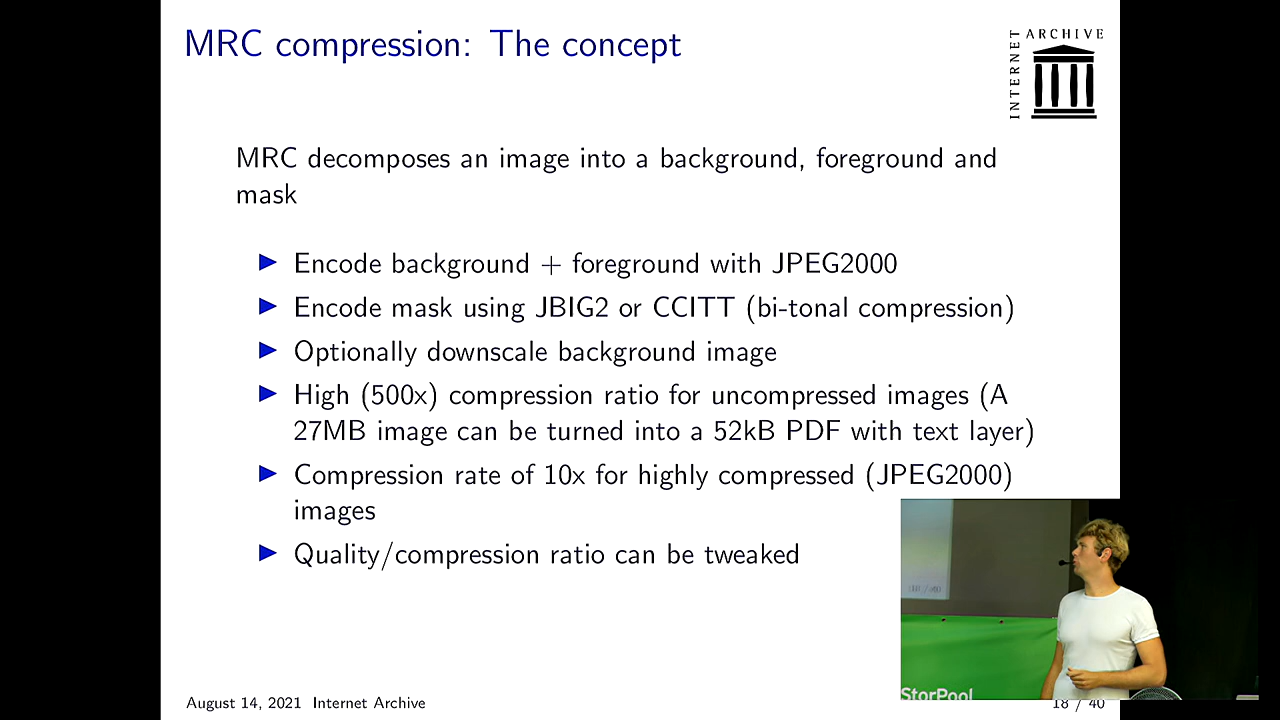 MRC compression: The concept
INTERNET ARCHIVE
MRC decomposes an image into a background, foreground and
mask
Encode background + foreground with JPEG2000
Encode mask using JBIG2 or CCITT (bi-tonal compression)
Optionally downscale background image
High (500x) compression ratio for uncompressed images (A
27MB image can be turned into a 52kB PDF with text layer)
Compression rate of 10x for highly compressed (JPEG2000)
images
Quality/compression ratio can be tweaked
StorPool
August 14, 2021 Internet Archive
18 / 40